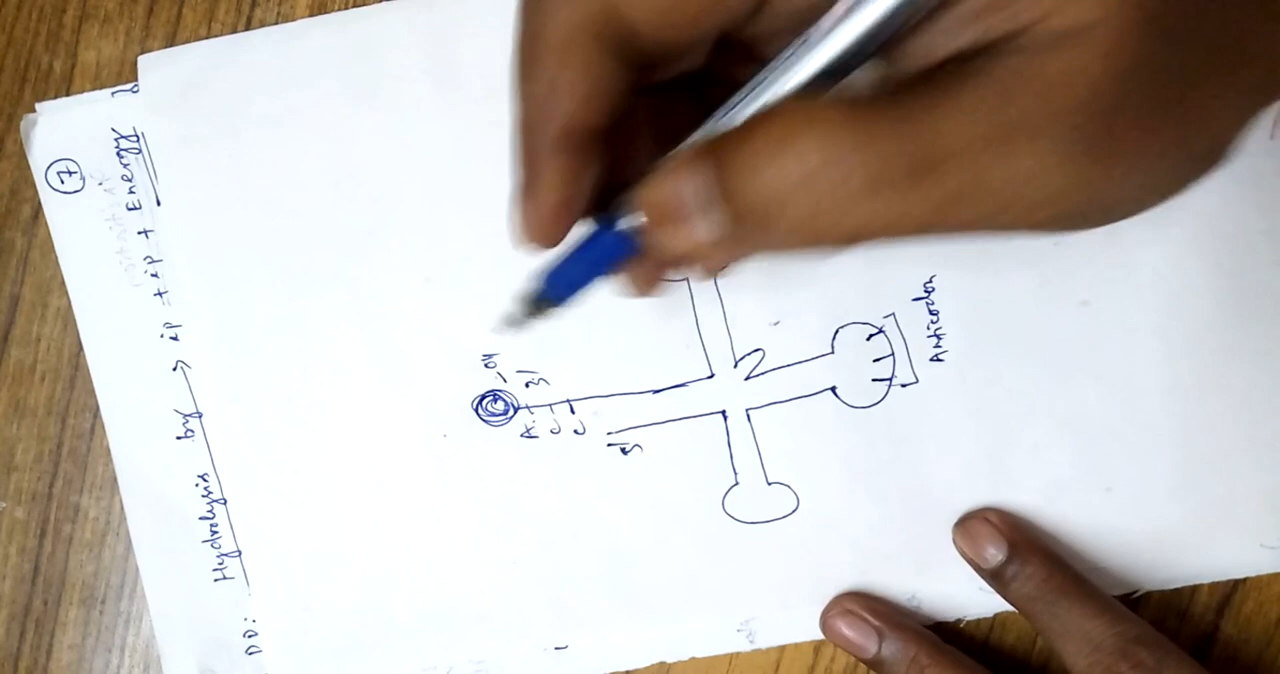 7
DD: Hydrolysis by → ip + ip + Energy
OH
3'
A
C
C
5'
Anticodon